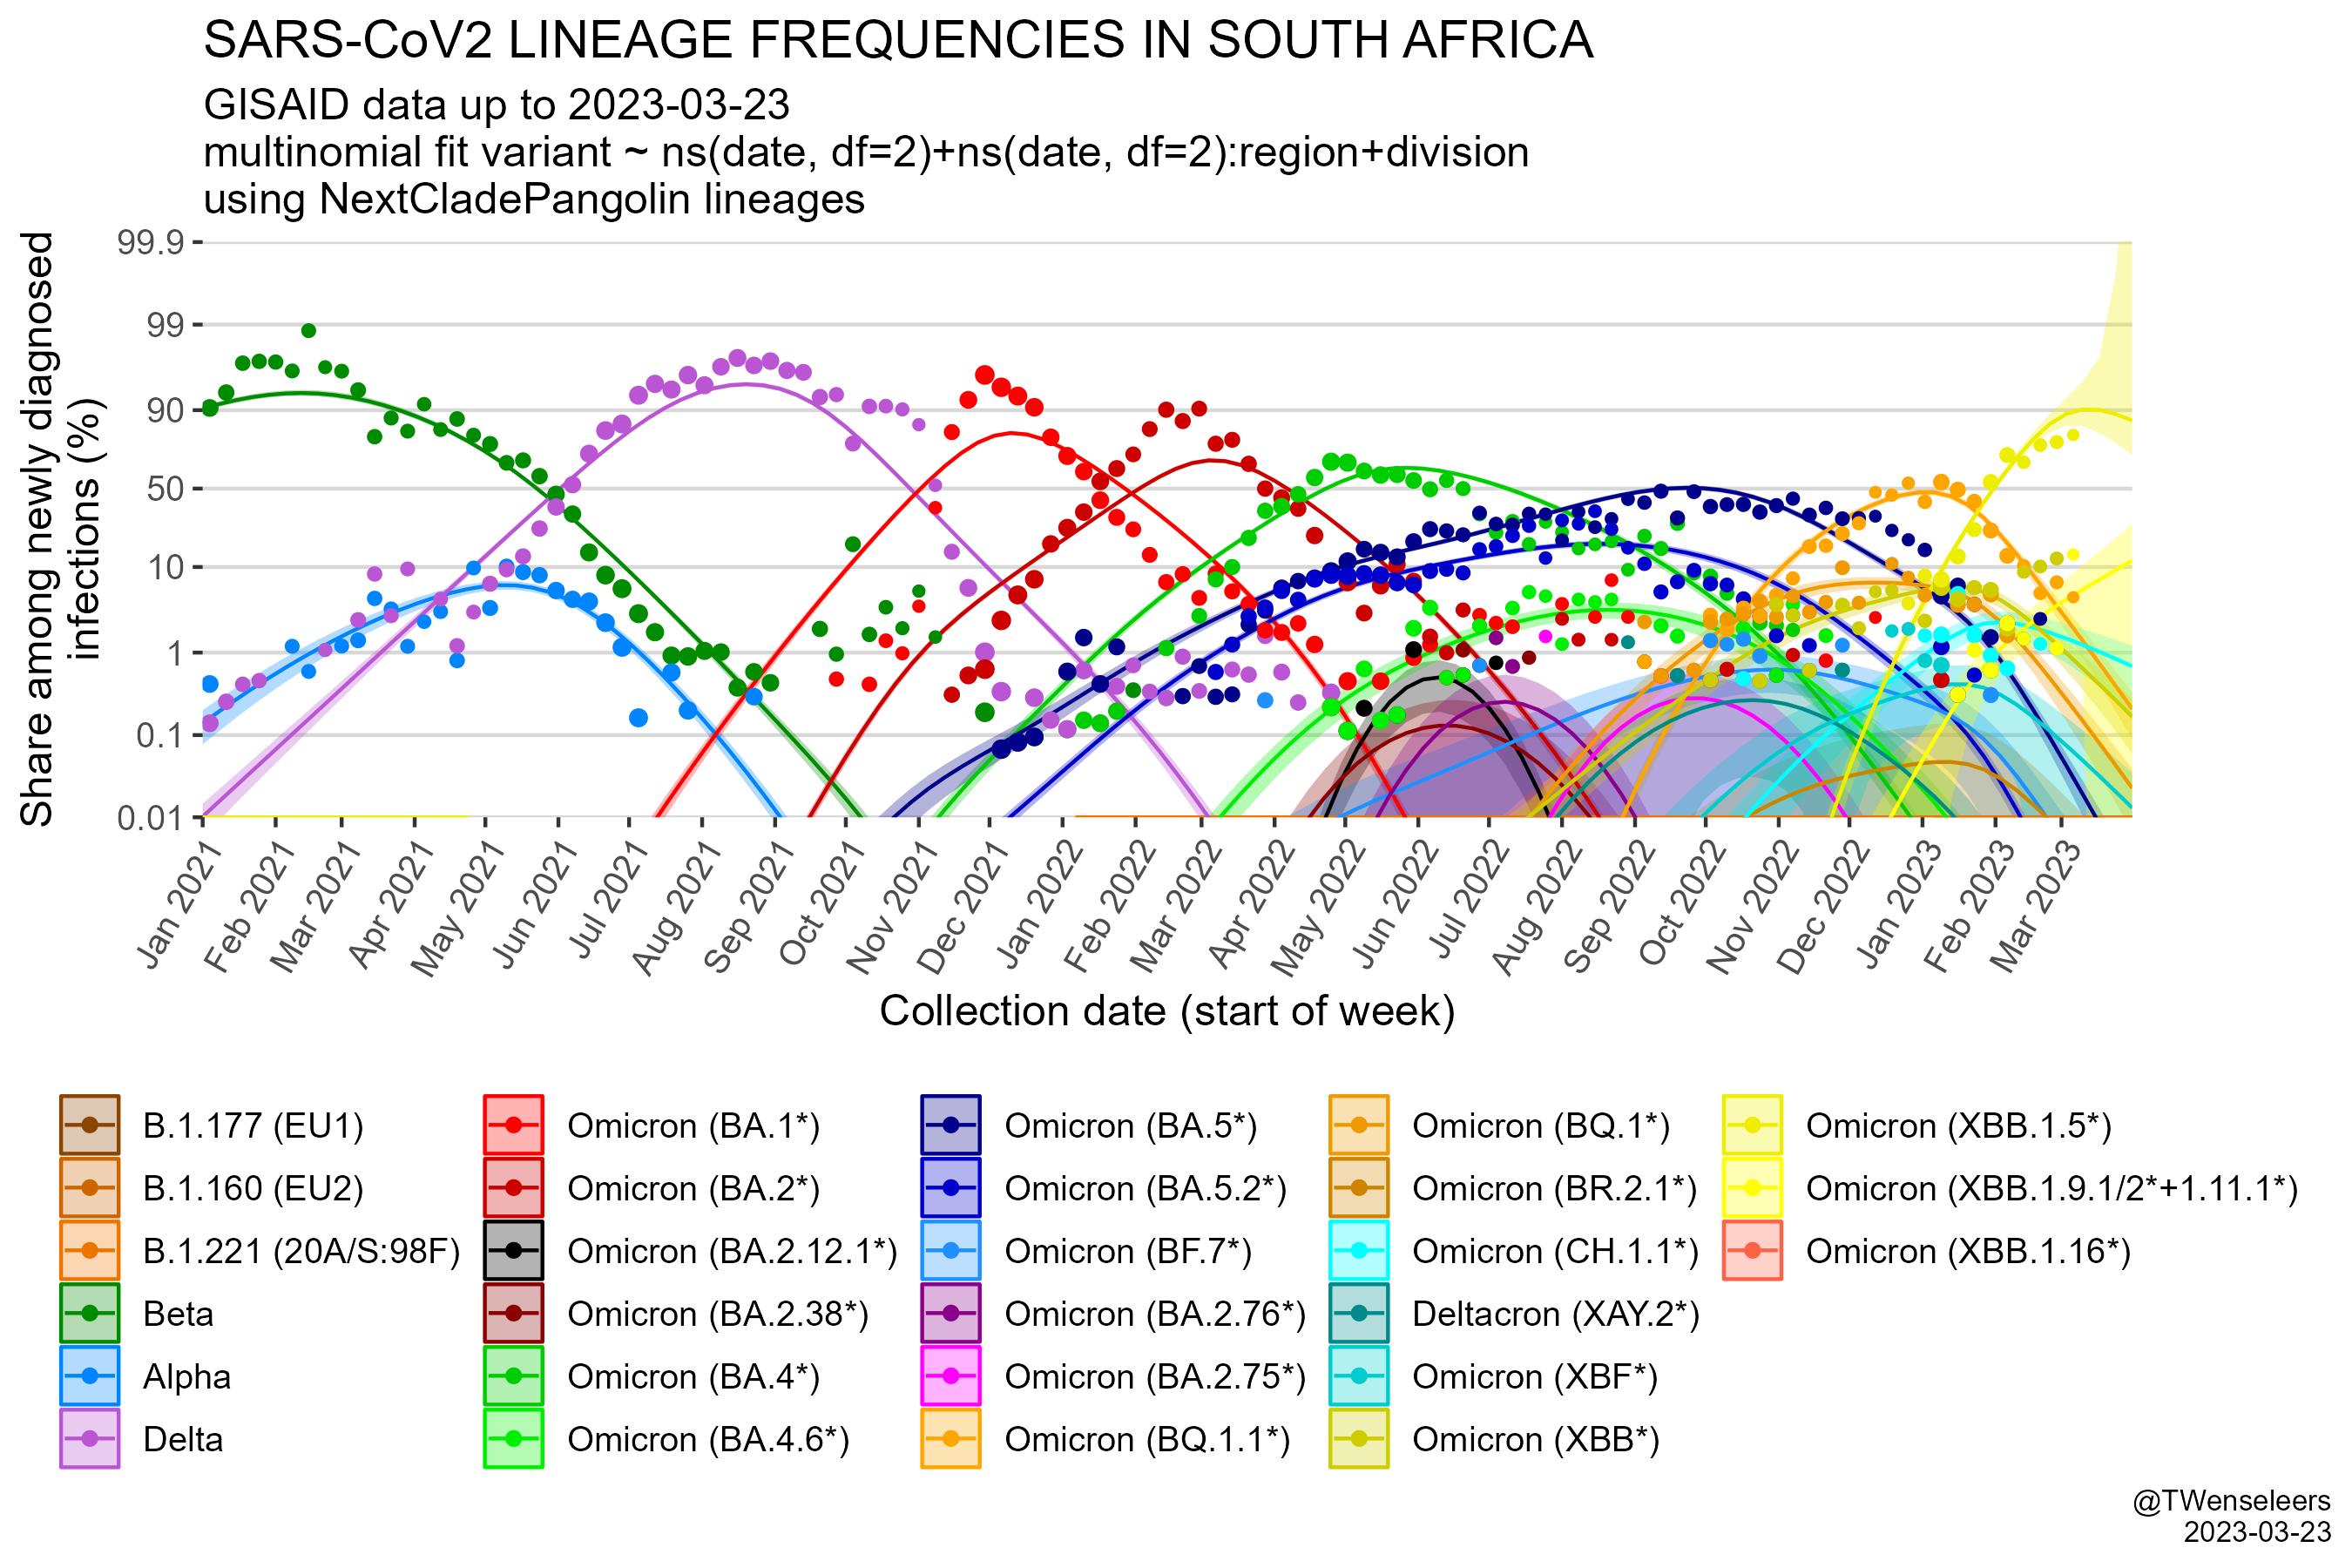 SARS-CoV2 LINEAGE FREQUENCIES IN SOUTH AFRICA
GISAID data up to 2023-03-23
multinomial fit variant ~ ns(date, df=2)+ns(date, df=2):region+division
using NextCladePangolin lineages
Share among newly diagnosed
infections (%)
99.9
99
90
50
10
1
0.1
0.01
Jan 2021
Feb 2021
Mar 2021
Apr 2021
May 2021
Jun 2021
Jul 2021
Aug 2021
Sep 2021
Oct 2021
Nov 2021
Dec 2021
Jan 2022
Feb 2022
Mar 2022
Apr 2022
May 2022
Jun 2022
Jul 2022
Aug 2022
Sep 2022
Oct 2022
Nov 2022
Dec 2022
Jan 2023
Feb 2023
Mar 2023
Collection date (start of week)
B.1.177 (EU1)
B.1.160 (EU2)
B.1.221 (20A/S:98F)
Beta
Alpha
Delta
Omicron (BA.1*)
Omicron (BA.2*)
Omicron (BA.2.12.1*)
Omicron (BA.2.38*)
Omicron (BA.4*)
Omicron (BA.4.6*)
Omicron (BA.5*)
Omicron (BA.5.2*)
Omicron (BF.7*)
Omicron (BA.2.76*)
Omicron (BA.2.75*)
Omicron (BQ.1.1*)
Omicron (BQ.1*)
Omicron (BR.2.1*)
Omicron (CH.1.1*)
Deltacron (XAY.2*)
Omicron (XBF*)
Omicron (XBB*)
Omicron (XBB.1.5*)
Omicron (XBB.1.9.1/2*+1.11.1*)
Omicron (XBB.1.16*)
@TWenseleers
2023-03-23